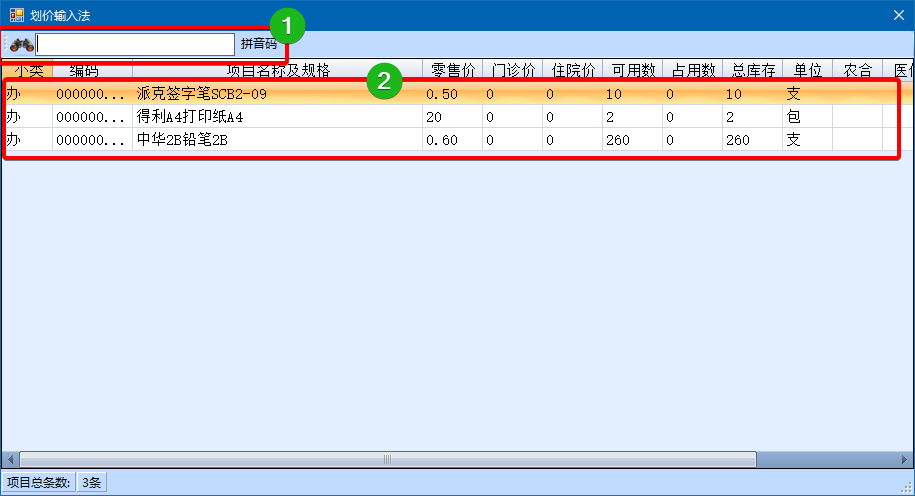 划价输入法
1
拼音码
小类 编码 项目名称及规格 零售价 门诊价 住院价 可用数 占用数 总库存 单位 农合 医保
2
办 000000... 派克签字笔SCB2-09 0.50 0 0 10 0 10 支
办 000000... 得利A4打印纸A4 20 0 0 2 0 2 包
办 000000... 中华2B铅笔2B 0.60 0 0 260 0 260 支
项目总条数: 3条